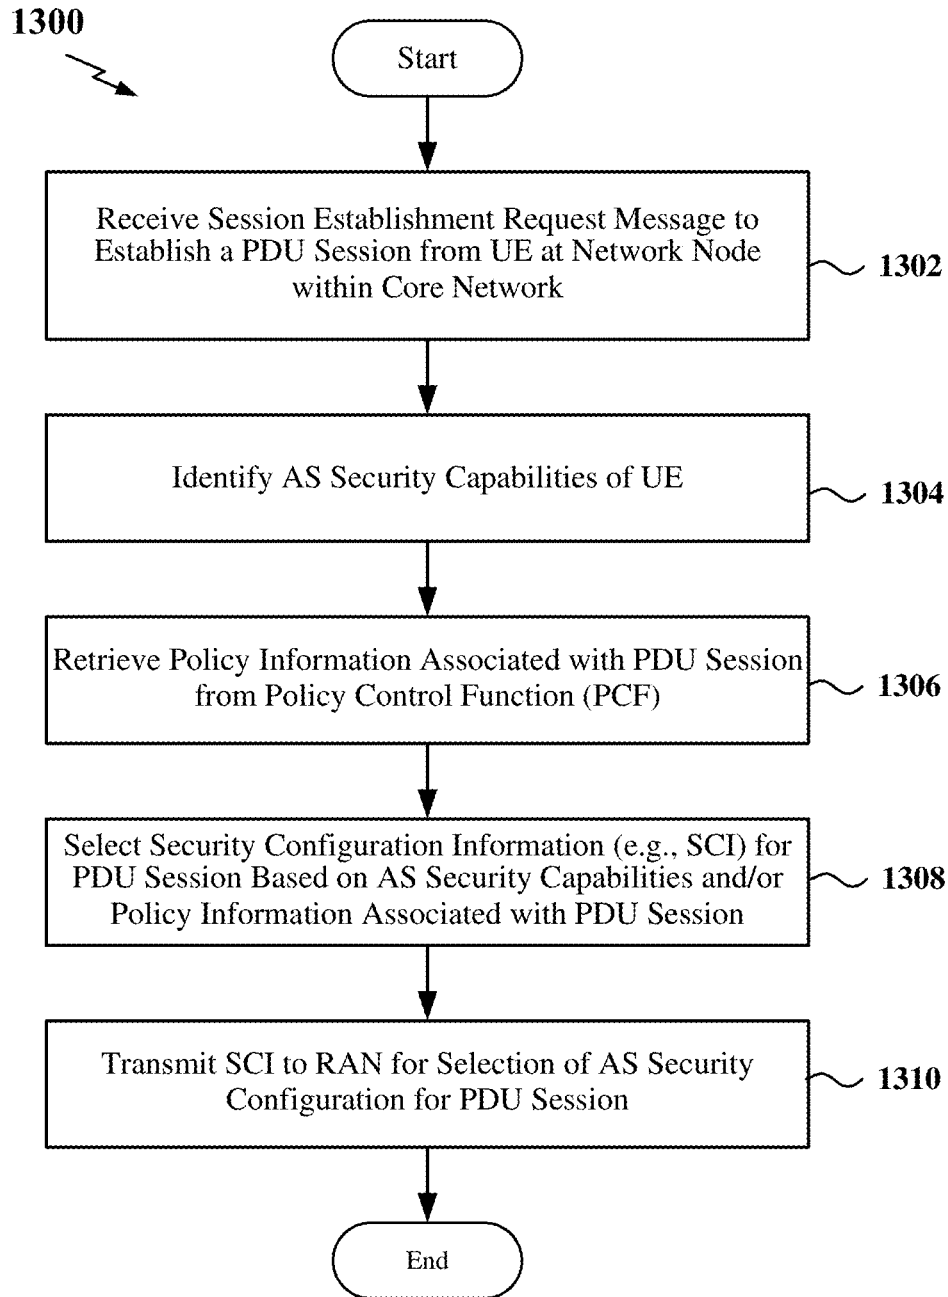 1300
Start
Receive Session Establishment Request Message to
Establish a PDU Session from UE at Network Node
within Core Network
1302
Identify AS Security Capabilities of UE
1304
Retrieve Policy Information Associated with PDU Session
from Policy Control Function (PCF)
1306
Select Security Configuration Information (e.g., SCI) for
PDU Session Based on AS Security Capabilities and/or
Policy Information Associated with PDU Session
1308
Transmit SCI to RAN for Selection of AS Security
Configuration for PDU Session
1310
End